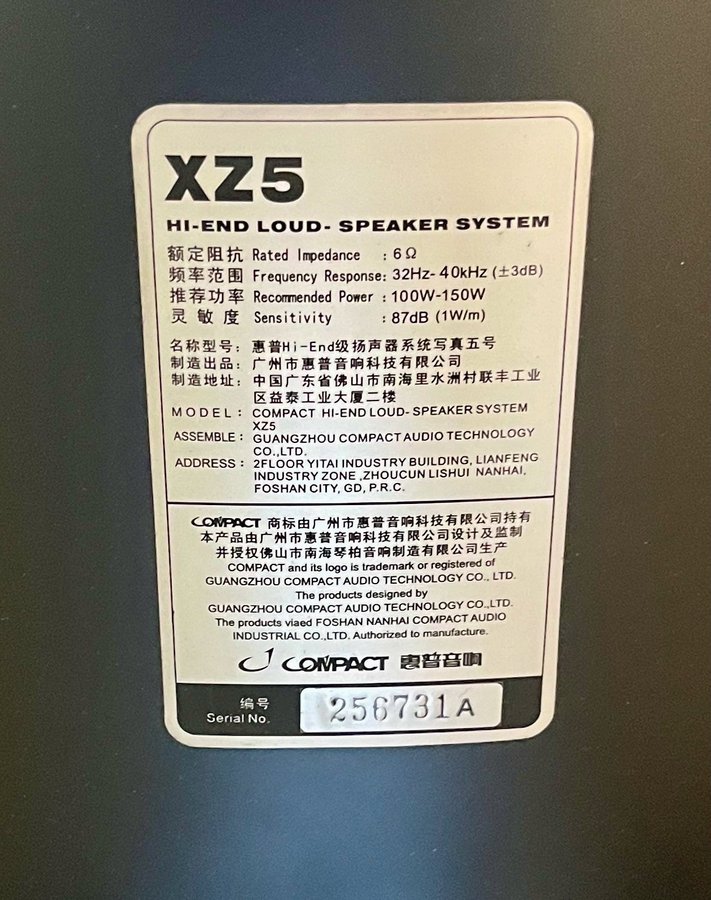 XZ5
HI-END LOUD- SPEAKER SYSTEM
额定阻抗 Rated Impedance : 6Ω
频率范围 Frequency Response: 32Hz- 40kHz (±3dB)
推荐功率 Recommended Power : 100W-150W
灵 敏 度 Sensitivity : 87dB (1W/m)
名称型号: 惠普Hi-End级扬声器系统写真五号
制造出品: 广州市惠普音响科技有限公司
制造地址: 中国广东省佛山市南海里水洲村联丰工业
区益泰工业大厦二楼
MODEL: COMPACT HI-END LOUD- SPEAKER SYSTEM
XZ5
ASSEMBLE: GUANGZHOU COMPACT AUDIO TECHNOLOGY
CO.,LTD.
ADDRESS: 2FLOOR YITAI INDUSTRY BUILDING, LIANFENG
INDUSTRY ZONE ,ZHOUCUN LISHUI NANHAI,
FOSHAN CITY, GD, P.R.C.
COMPACT 商标由广州市惠普音响科技有限公司持有
本产品由广州市惠普音响科技有限公司设计及监制
并授权佛山市南海琴柏音响制造有限公司生产
COMPACT and its logo is trademark or registered of
GUANGZHOU COMPACT AUDIO TECHNOLOGY CO., LTD.
The products designed by
GUANGZHOU COMPACT AUDIO TECHNOLOGY CO.,LTD.
The products viaed FOSHAN NANHAI COMPACT AUDIO
INDUSTRIAL CO.,LTD. Authorized to manufacture.
COMPACT 惠普音响
编号
Serial No. 256731A